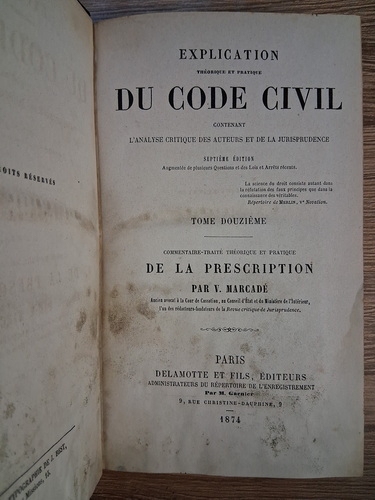 OITS RÉSERVÉS
TYPOGRAPHIE DE J. BEST,
EXPLICATION
THÉORIQUE ET PRATIQUE
DU CODE CIVIL
CONTENANT
L'ANALYSE CRITIQUE DES AUTEURS ET DE LA JURISPRUDENCE
SEPTIÈME ÉDITION
Augmentée de plusieurs Questions et des Lois et Arrêts récents.
La science du droit consiste autant dans
la réfutation des faux principes que dans la
connaissance des véritables.
Répertoire de MERLIN, v° Novation.
TOME DOUZIÈME
COMMENTAIRE-TRAITÉ THÉORIQUE ET PRATIQUE
DE LA PRESCRIPTION
PAR V. MARCADÉ
Ancien avocat à la Cour de Cassation, au Conseil d'État et du Ministère de l'Intérieur,
l'un des rédacteurs-fondateurs de la Revue critique de Jurisprudence.
PARIS
DELAMOTTE ET FILS, ÉDITEURS
ADMINISTRATEURS DU RÉPERTOIRE DE L'ENREGISTREMENT
Par M. Garnier
9, RUE CHRISTINE-DAUPHINE, 9
1874